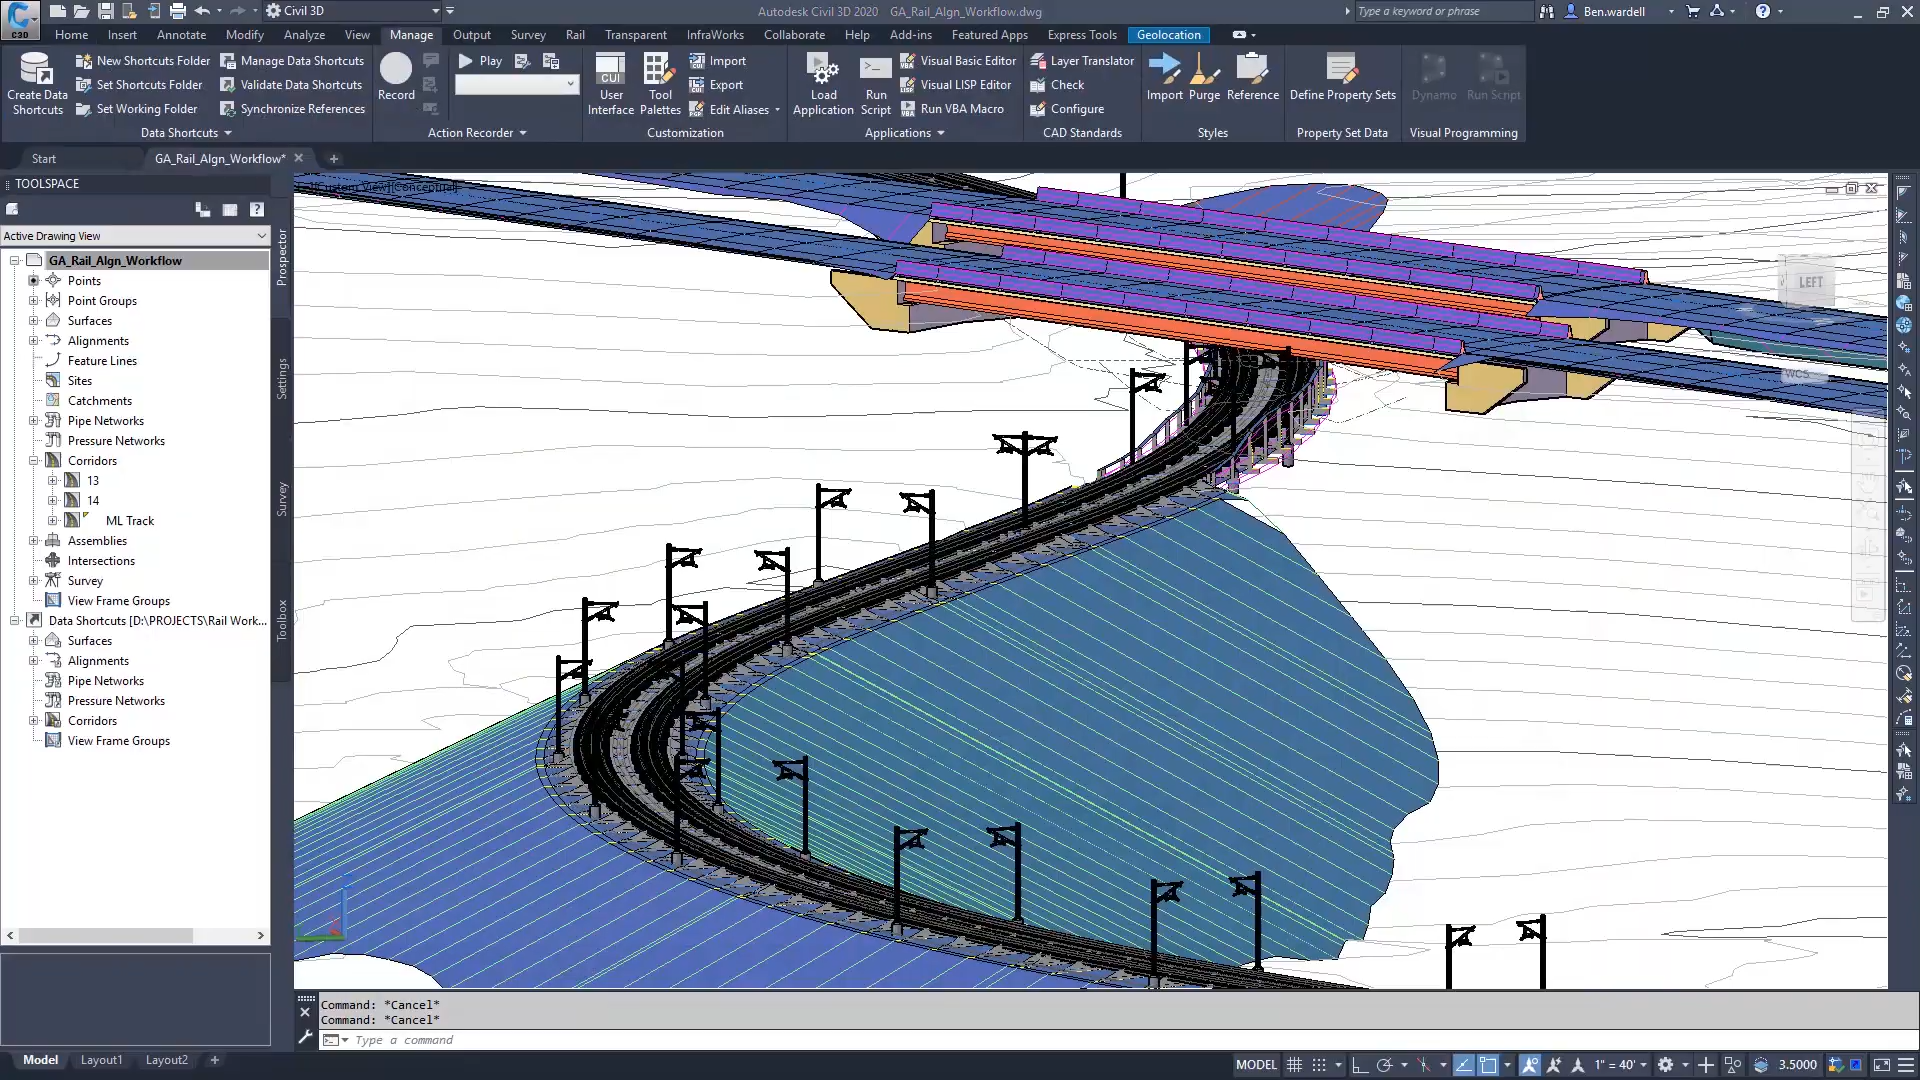 Civil 3D
Autodesk Civil 3D 2020 GA_Rail_Algn_Workflow.dwg
Type a keyword or phrase
Ben.wardell
C3D
Home Insert Annotate Modify Analyze View Manage Output Survey Rail Transparent InfraWorks Collaborate Help Add-ins Featured Apps Express Tools Geolocation
Create Data Shortcuts
New Shortcuts Folder
Set Shortcuts Folder
Set Working Folder
Manage Data Shortcuts
Validate Data Shortcuts
Synchronize References
Data Shortcuts
Record
Play
Action Recorder
CUI
User Interface
Tool Palettes
Import
Export
Edit Aliases
Customization
Load Application
Run Script
Visual Basic Editor
Visual LISP Editor
Run VBA Macro
Applications
Layer Translator
Check
Configure
CAD Standards
Import
Purge
Reference
Styles
Define Property Sets
Property Set Data
Dynamo
Run Script
Visual Programming
Start
GA_Rail_Algn_Workflow*
TOOLSPACE
Active Drawing View
GA_Rail_Algn_Workflow
Points
Point Groups
Surfaces
Alignments
Feature Lines
Sites
Catchments
Pipe Networks
Pressure Networks
Corridors
13
14
ML Track
Assemblies
Intersections
Survey
View Frame Groups
Data Shortcuts [D:\PROJECTS\Rail Work...
Surfaces
Alignments
Pipe Networks
Pressure Networks
Corridors
View Frame Groups
Prospector
Settings
Survey
Toolbox
LEFT
WCS
Command: *Cancel*
Command: *Cancel*
Type a command
Model Layout1 Layout2
MODEL
1" = 40'
3.5000